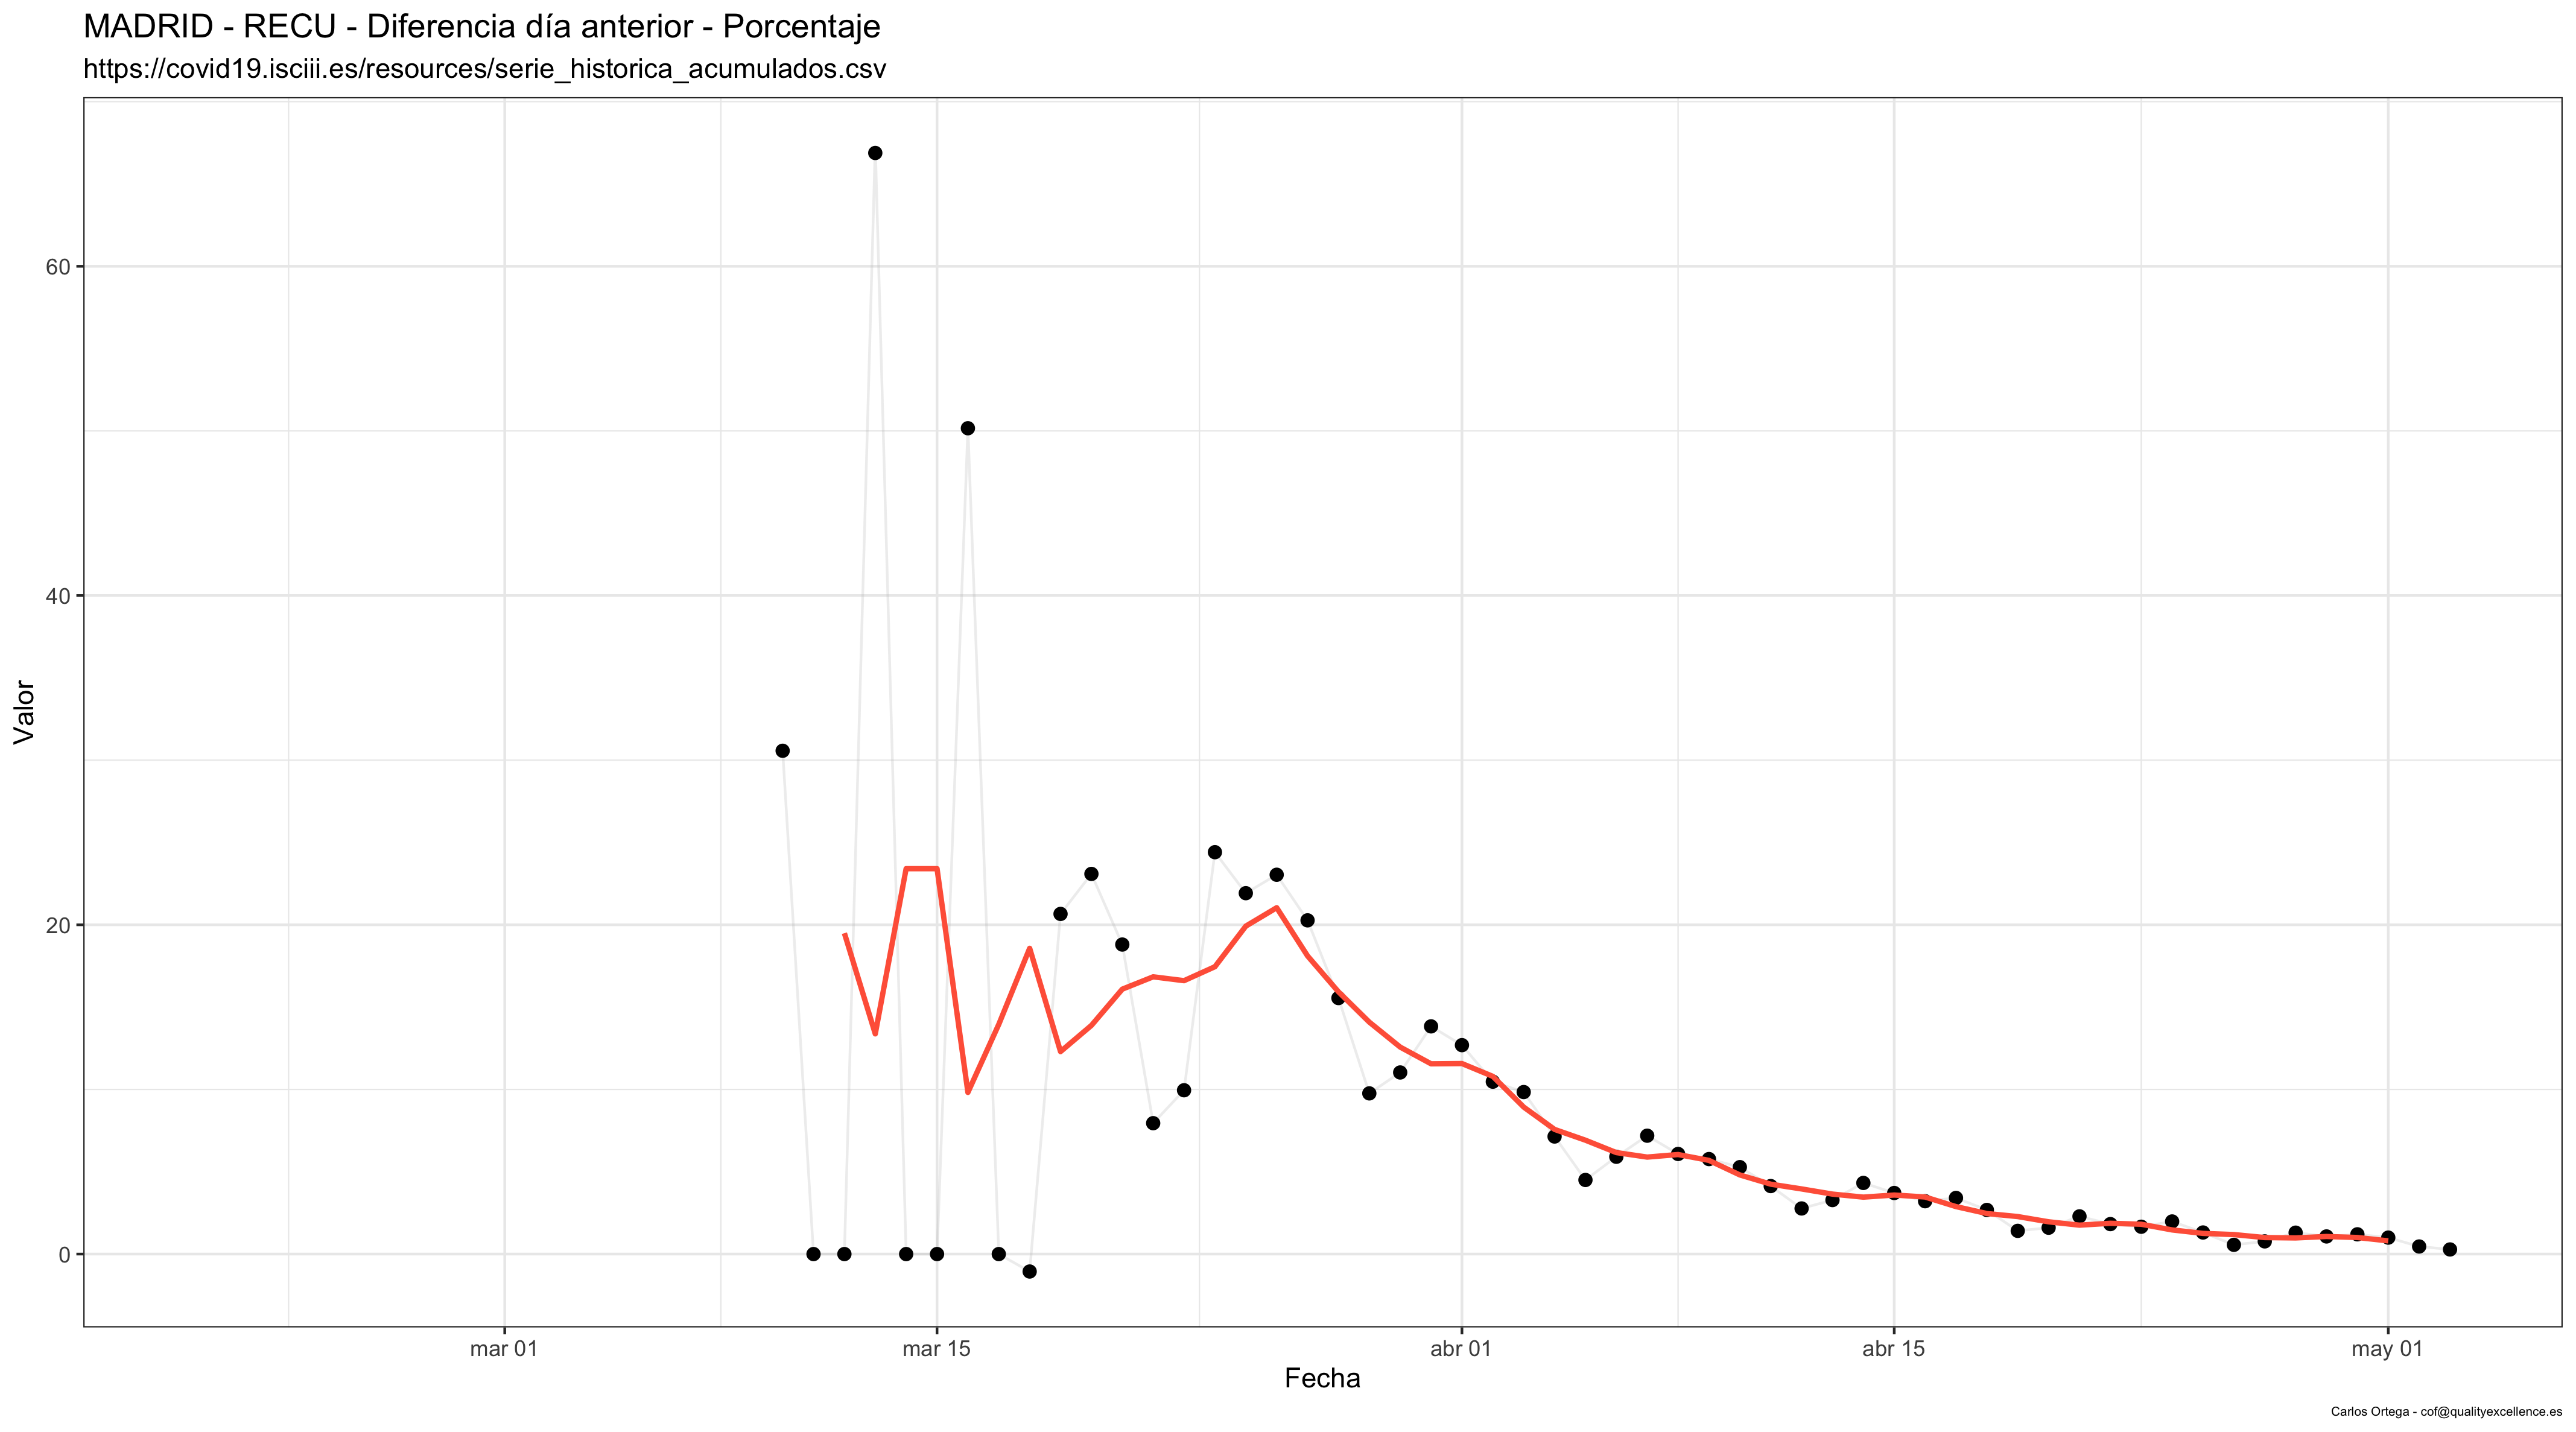 MADRID - RECU - Diferencia día anterior - Porcentaje
https://covid19.isciii.es/resources/serie_historica_acumulados.csv
60
40
20
0
Valor
mar 01
mar 15
abr 01
abr 15
may 01
Fecha
Carlos Ortega - cof@qualityexcellence.es